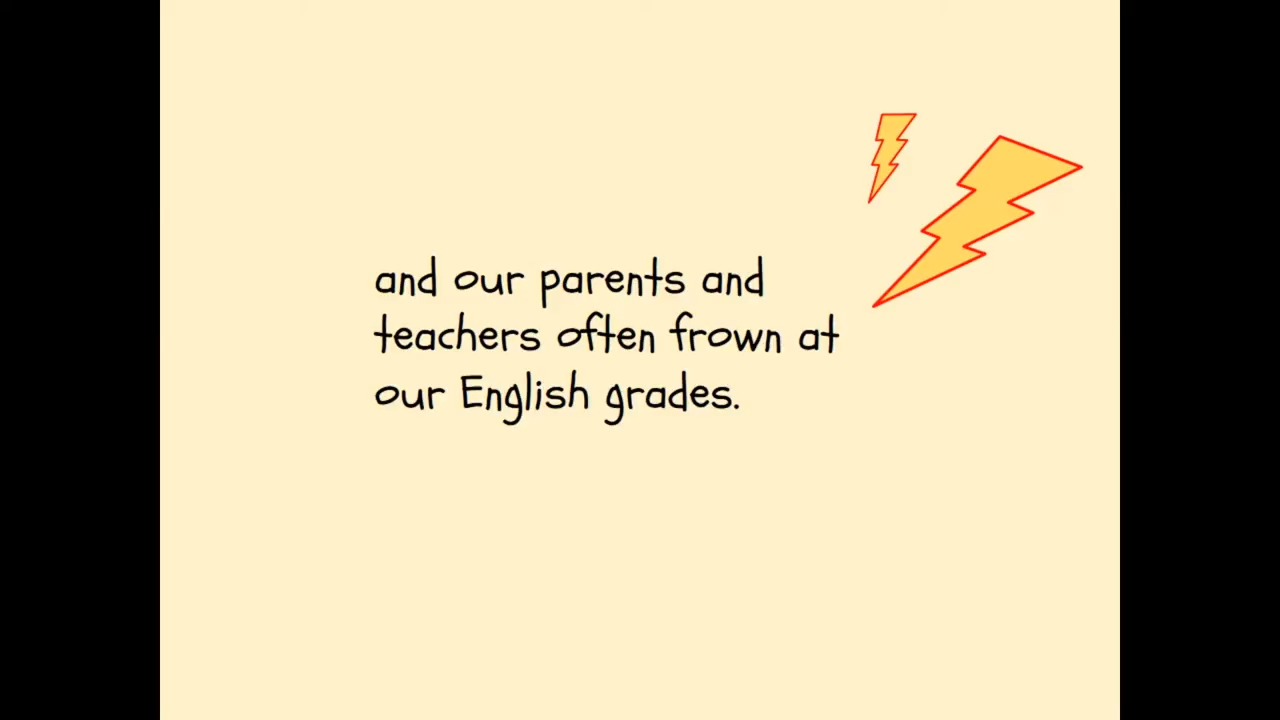 and our parents and
teachers often frown at
our English grades.